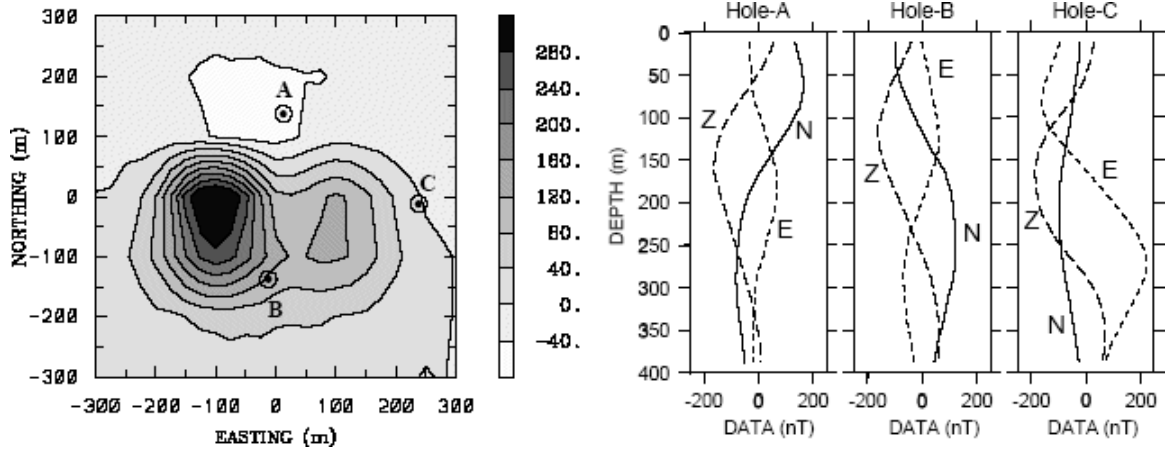 300
200
100
0
-100
-200
-300
NORTHING (m)
-300 -200 -100 0 100 200 300
EASTING (m)
A
B
C
280.
240.
200.
160.
120.
80.
40.
0.
-40.
Hole-A Hole-B Hole-C
0
50
100
150
200
250
300
350
400
DEPTH (m)
Z N E
E Z N
E Z N
-200 0 200 -200 0 200 -200 0 200
DATA (nT) DATA (nT) DATA (nT)